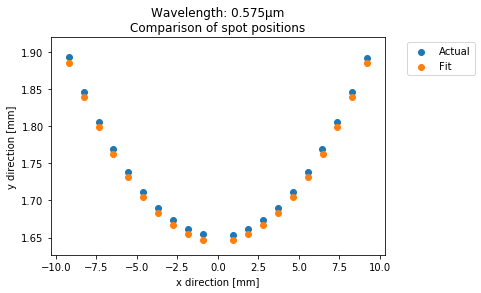 Wavelength: 0.575µm
Comparison of spot positions
Actual
Fit
y direction [mm]
1.90
1.85
1.80
1.75
1.70
1.65
−10.0 −7.5 −5.0 −2.5 0.0 2.5 5.0 7.5 10.0
x direction [mm]